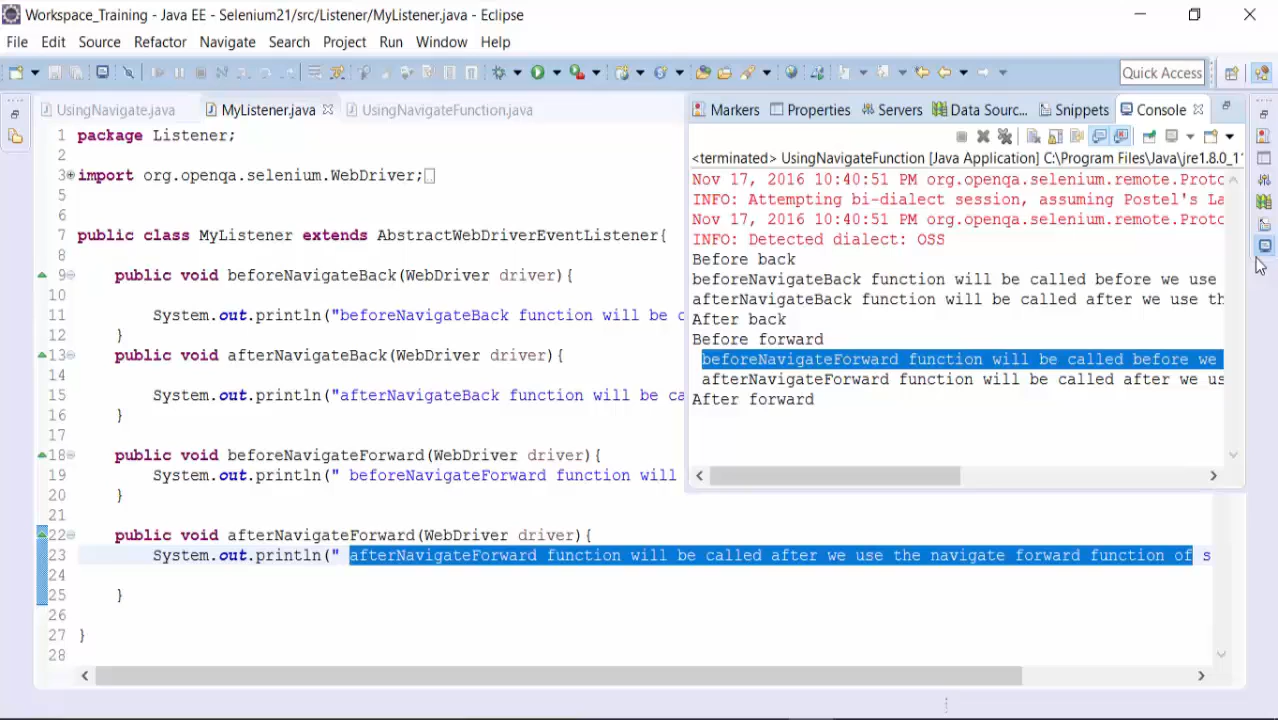 Workspace_Training - Java EE - Selenium21/src/Listener/MyListener.java - Eclipse
File Edit Source Refactor Navigate Search Project Run Window Help
Quick Access
UsingNavigate.java MyListener.java UsingNavigateFunction.java
1 package Listener;
2
3 import org.openqa.selenium.WebDriver;
5
6
7 public class MyListener extends AbstractWebDriverEventListener{
8
9 public void beforeNavigateBack(WebDriver driver){
10
11 System.out.println("beforeNavigateBack function will be c
12 }
13 public void afterNavigateBack(WebDriver driver){
14
15 System.out.println("afterNavigateBack function will be ca
16 }
17
18 public void beforeNavigateForward(WebDriver driver){
19 System.out.println(" beforeNavigateForward function will
20 }
21
22 public void afterNavigateForward(WebDriver driver){
23 System.out.println(" afterNavigateForward function will be called after we use the navigate forward function of s
24
25 }
26
27 }
28
Markers Properties Servers Data Sourc... Snippets Console
<terminated> UsingNavigateFunction [Java Application] C:\Program Files\Java\jre1.8.0_1
Nov 17, 2016 10:40:51 PM org.openqa.selenium.remote.Proto
INFO: Attempting bi-dialect session, assuming Postel's La
Nov 17, 2016 10:40:51 PM org.openqa.selenium.remote.Proto
INFO: Detected dialect: OSS
Before back
beforeNavigateBack function will be called before we use
afterNavigateBack function will be called after we use th
After back
Before forward
beforeNavigateForward function will be called before we
afterNavigateForward function will be called after we us
After forward